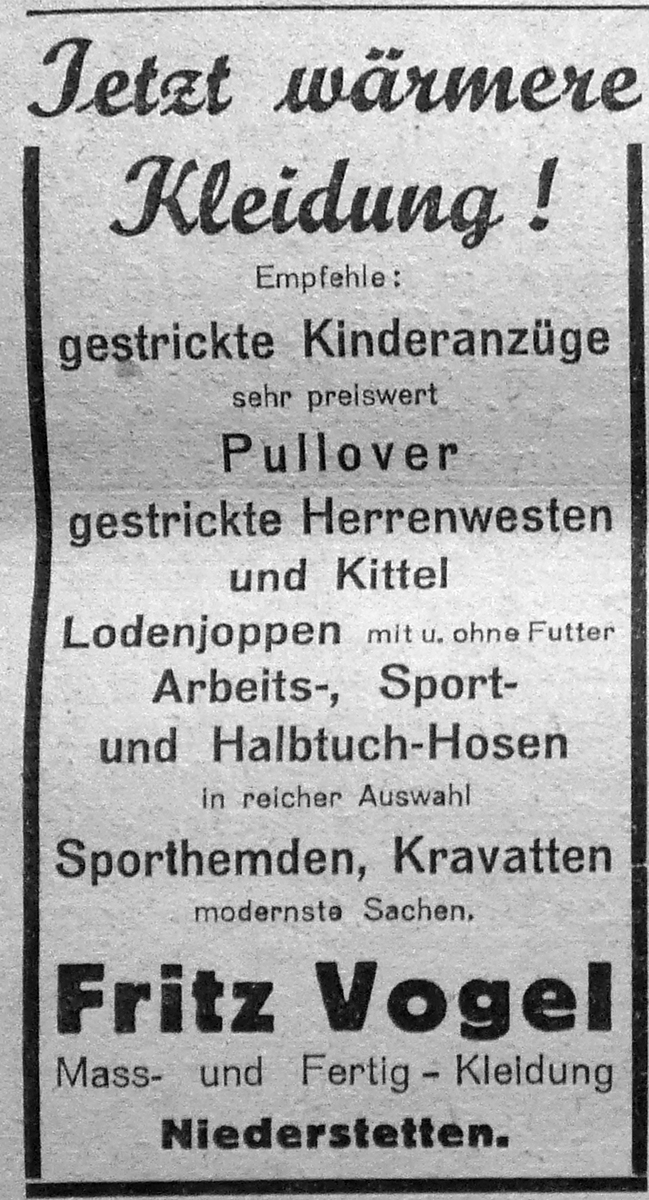 Jetzt wärmere
Kleidung !
Empfehle:
gestrickte Kinderanzüge
sehr preiswert
Pullover
gestrickte Herrenwesten
und Kittel
Lodenjoppen mit u. ohne Futter
Arbeits-, Sport-
und Halbtuch-Hosen
in reicher Auswahl
Sporthemden, Kravatten
modernste Sachen.
Fritz Vogel
Mass- und Fertig - Kleidung
Niederstetten.